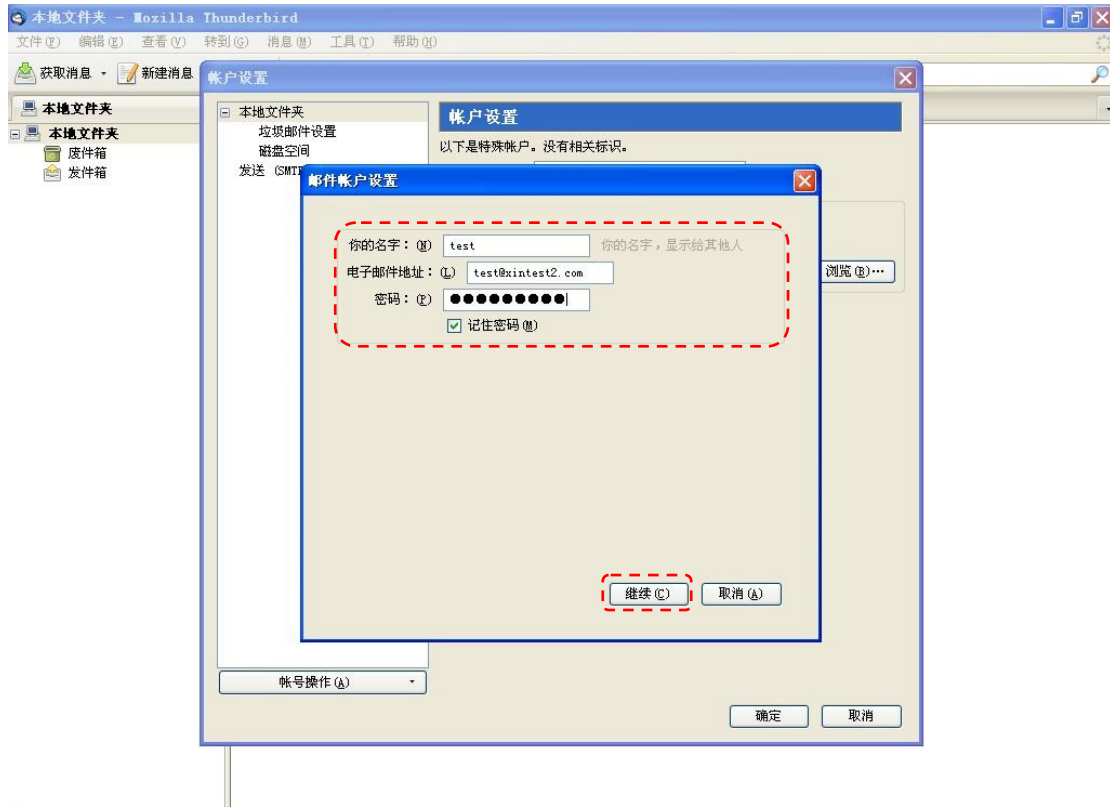 本地文件夹 - Mozilla Thunderbird
文件(F) 编辑(E) 查看(V) 转到(G) 消息(M) 工具(T) 帮助(H)
获取消息 新建消息
帐户设置
本地文件夹
本地文件夹
废件箱
发件箱
本地文件夹
垃圾邮件设置
磁盘空间
发送 (SMTP
帐户设置
以下是特殊帐户。没有相关标识。
浏览(B)…
邮件帐户设置
你的名字:(N) test 你的名字，显示给其他人
电子邮件地址:(L) test@xintest2.com
密码:(P) ●●●●●●●●●
记住密码(M)
继续(C) 取消(A)
帐号操作(A)
确定 取消